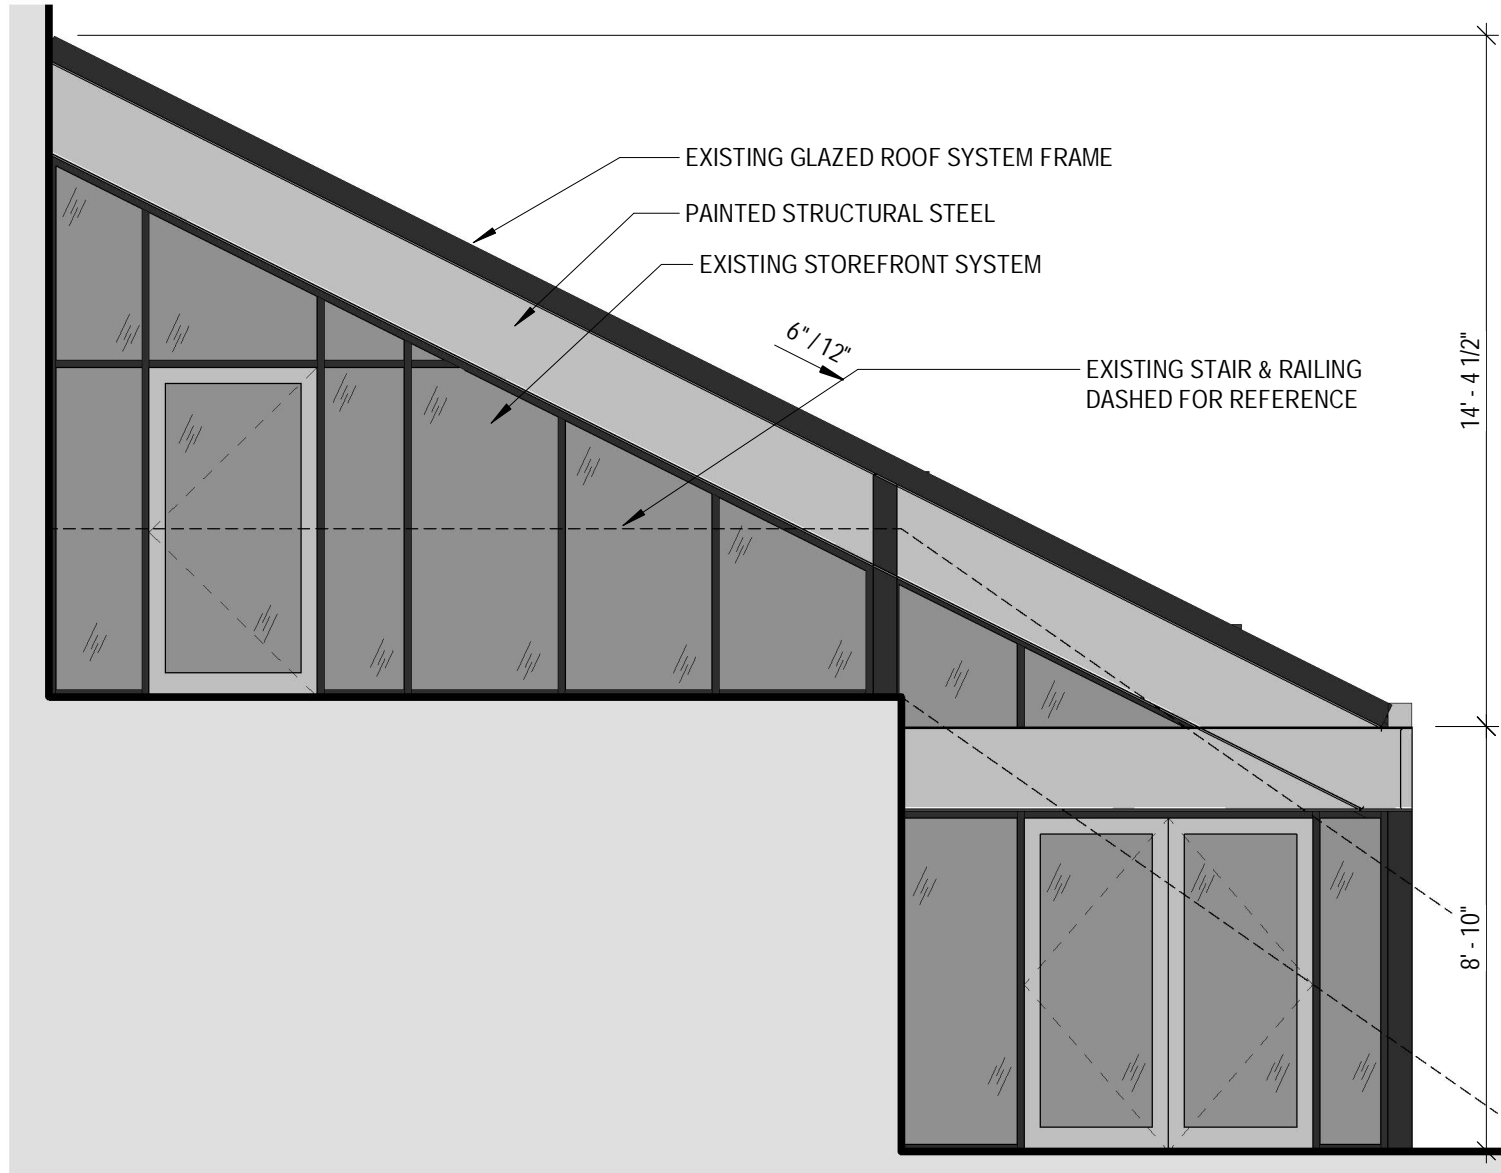 EXISTING GLAZED ROOF SYSTEM FRAME
PAINTED STRUCTURAL STEEL
EXISTING STOREFRONT SYSTEM
6" / 12"
EXISTING STAIR & RAILING
DASHED FOR REFERENCE
14' - 4 1/2"
8' - 10"